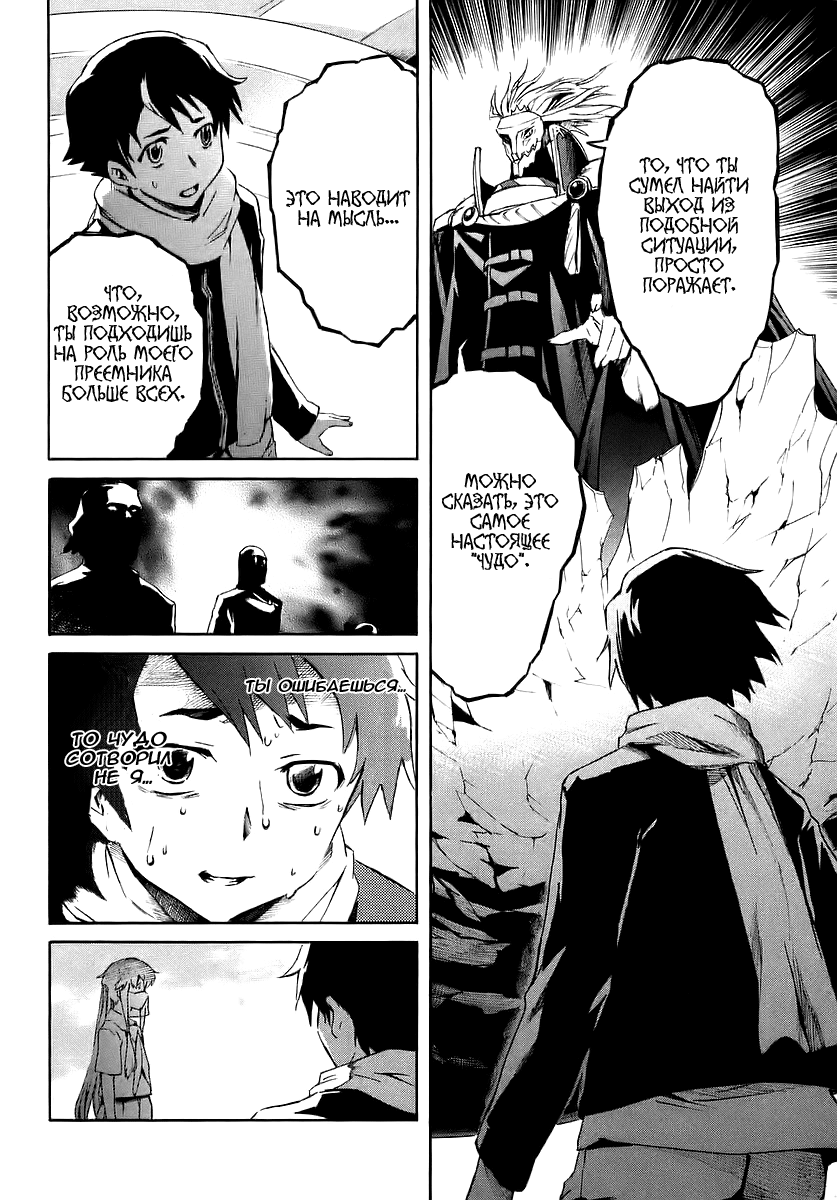 ТО, ЧТО ТЫ
СУМЕЛ НАЙТИ
ВЫХОД ИЗ
ПОДОБНОЙ
СИТУАЦИИ,
ПРОСТО
ПОРАЖАЕТ.
МОЖНО
СКАЗАТЬ, ЭТО
САМОЕ
НАСТОЯЩЕЕ
"ЧУДО".
ЭТО НАВОДИТ
НА МЫСЛЬ...
ЧТО,
ВОЗМОЖНО,
ТЫ ПОДХОДИШЬ
НА РОЛЬ МОЕГО
ПРЕЕМНИКА
БОЛЬШЕ ВСЕХ.
ТЫ ОШИБАЕШЬСЯ...
ТО ЧУДО
СОТВОРИЛ
НЕ Я...